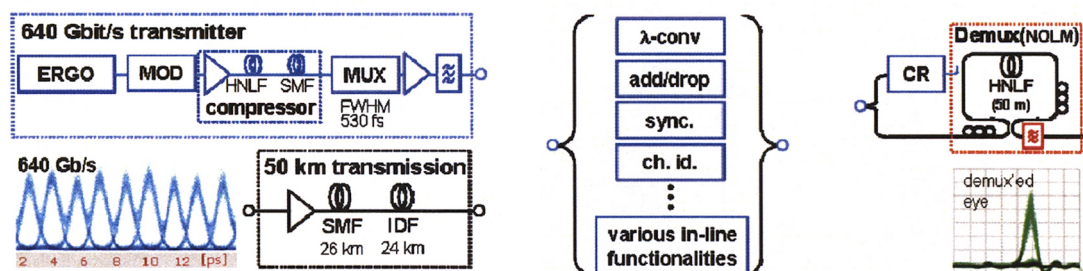 640 Gbit/s transmitter
ERGO
MOD
HNLF
SMF
compressor
MUX
FWHM
530 fs
640 Gb/s
2 4 6 8 10 12 [ps]
50 km transmission
SMF
26 km
IDF
24 km
λ-conv
add/drop
sync.
ch. id.
various in-line
functionalities
CR
Demux(NOLM)
HNLF
(50 m)
demux'ed
eye